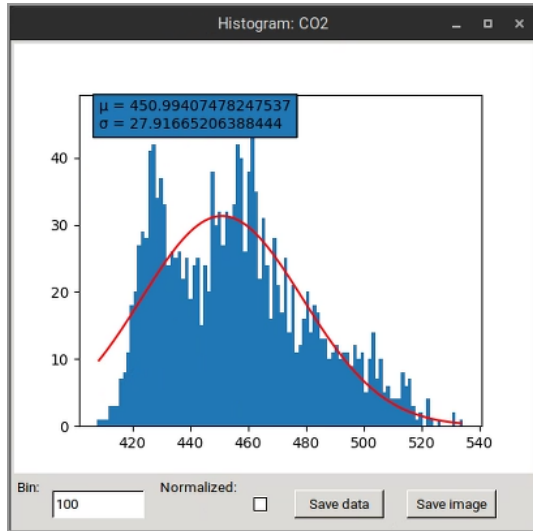 Histogram: CO2
μ = 450.99407478247537
σ = 27.91665206388444
40
30
20
10
0
420 440 460 480 500 520 540
Bin: 100 Normalized: Save data Save image